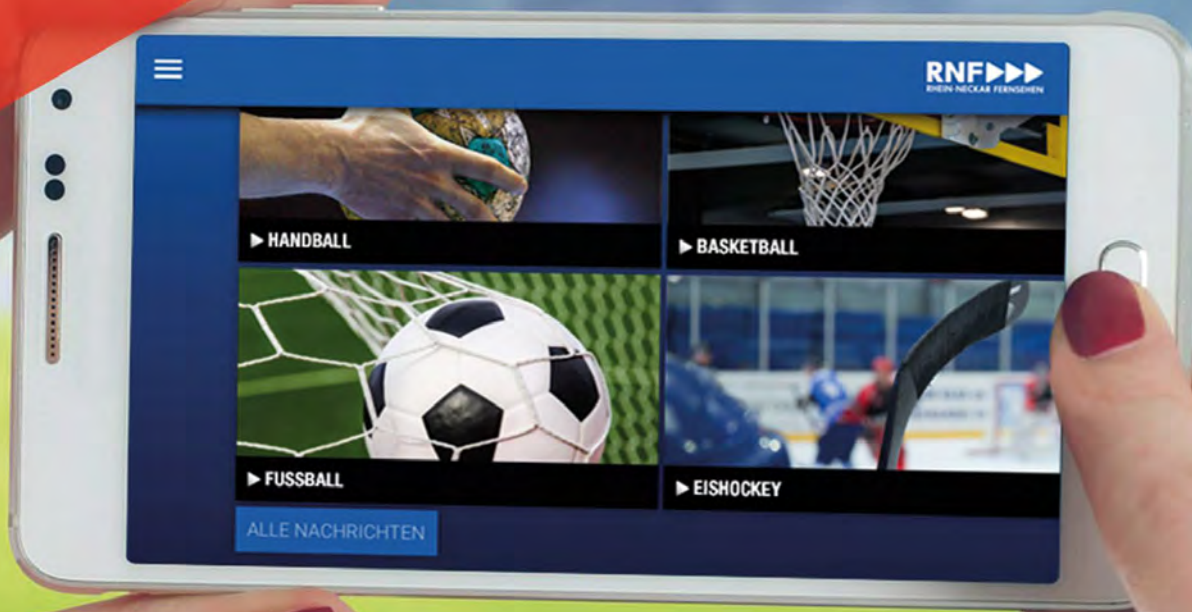 RNF
RHEIN-NECKAR FERNSEHEN
HANDBALL
BASKETBALL
FUSSBALL
EISHOCKEY
ALLE NACHRICHTEN